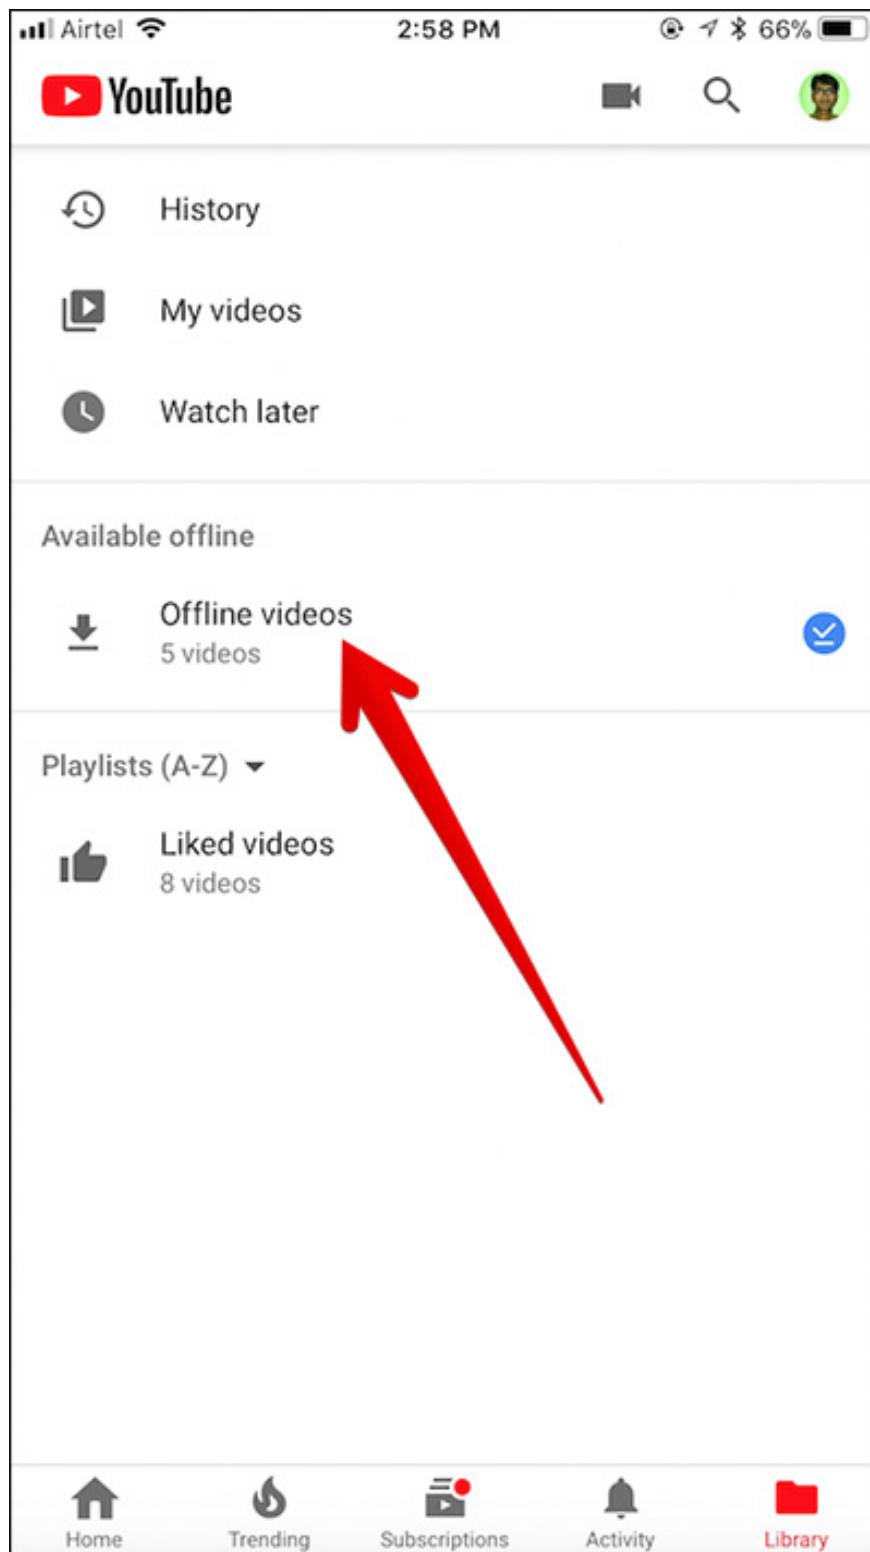 Airtel 2:58 PM 66%
YouTube
History
My videos
Watch later
Available offline
Offline videos
5 videos
Playlists (A-Z)
Liked videos
8 videos
Home Trending Subscriptions Activity Library